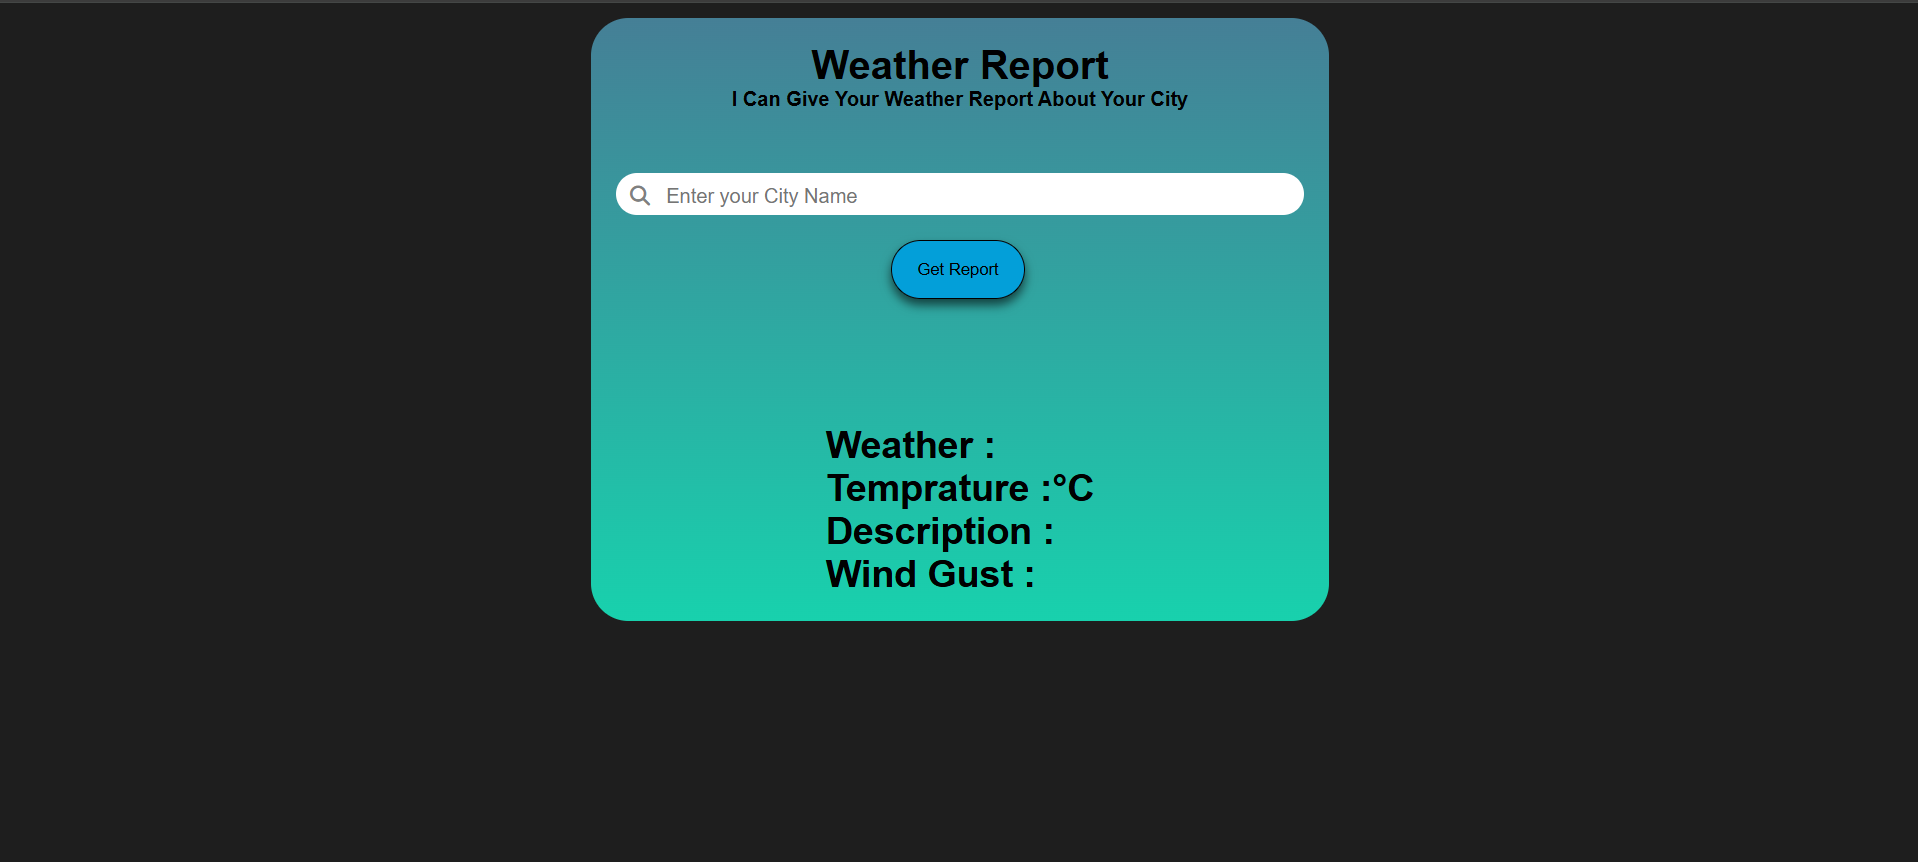 Weather Report
I Can Give Your Weather Report About Your City
Enter your City Name
Get Report
Weather :
Temprature :°C
Description :
Wind Gust :